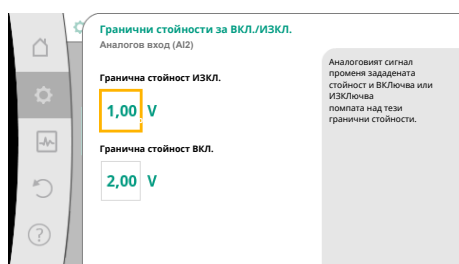 Гранични стойности за ВКЛ./ИЗКЛ.
Аналогов вход (AI2)
Гранична стойност ИЗКЛ.
1,00 V
Гранична стойност ВКЛ.
2,00 V
Аналоговият сигнал
променя зададената
стойност и ВКЛючва или
ИЗКЛючва
помпата над тези
гранични стойности.
?